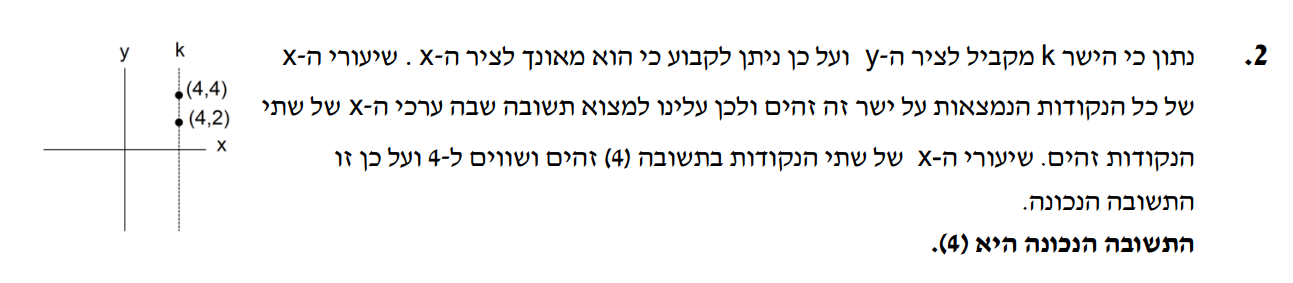 2. נתון כי הישר k מקביל לציר ה-y ועל כן ניתן לקבוע כי הוא מאונך לציר ה-x . שיעורי ה-x
של כל הנקודות הנמצאות על ישר זה זהים ולכן עלינו למצוא תשובה שבה ערכי ה-x של שתי
הנקודות זהים. שיעורי ה-x של שתי הנקודות בתשובה (4) זהים ושווים ל-4 ועל כן זו
התשובה הנכונה.
התשובה הנכונה היא (4).
y k
(4,4)
(4,2)
x